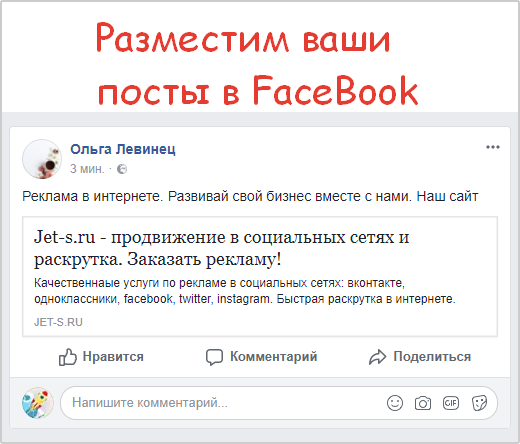 Разместим ваши
посты в FaceBook
Ольга Левинец
3 мин. ·
Реклама в интернете. Развивай свой бизнес вместе с нами. Наш сайт
Jet-s.ru - продвижение в социальных сетях и
раскрутка. Заказать рекламу!
Качественнаые услуги по рекламе в социальных сетях: вконтакте,
одноклассники, facebook, twitter, instagram. Быстрая раскрутка в интернете.
JET-S.RU
Нравится Комментарий Поделиться
Напишите комментарий... GIF